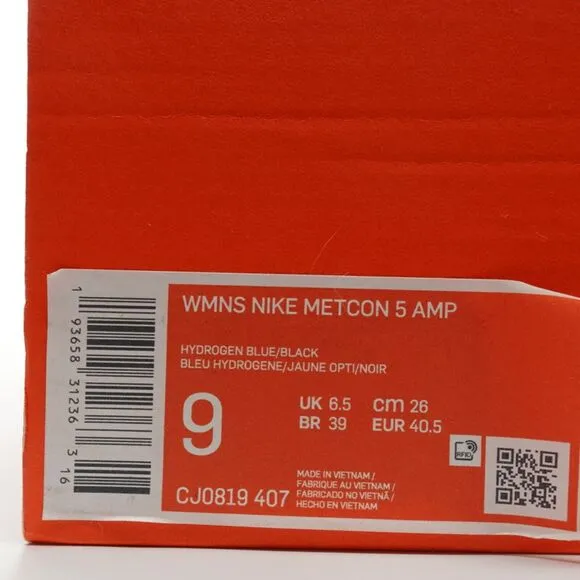 WMNS NIKE METCON 5 AMP
HYDROGEN BLUE/BLACK
BLEU HYDROGENE/JAUNE OPTI/NOIR
9
UK 6.5 cm 26
BR 39 EUR 40.5
RFID
MADE IN VIETNAM /
FABRIQUE AU VIETNAM /
FABRICADO NO VIETNÃ /
HECHO EN VIETNAM
CJ0819 407
1 93658 31236 3 16